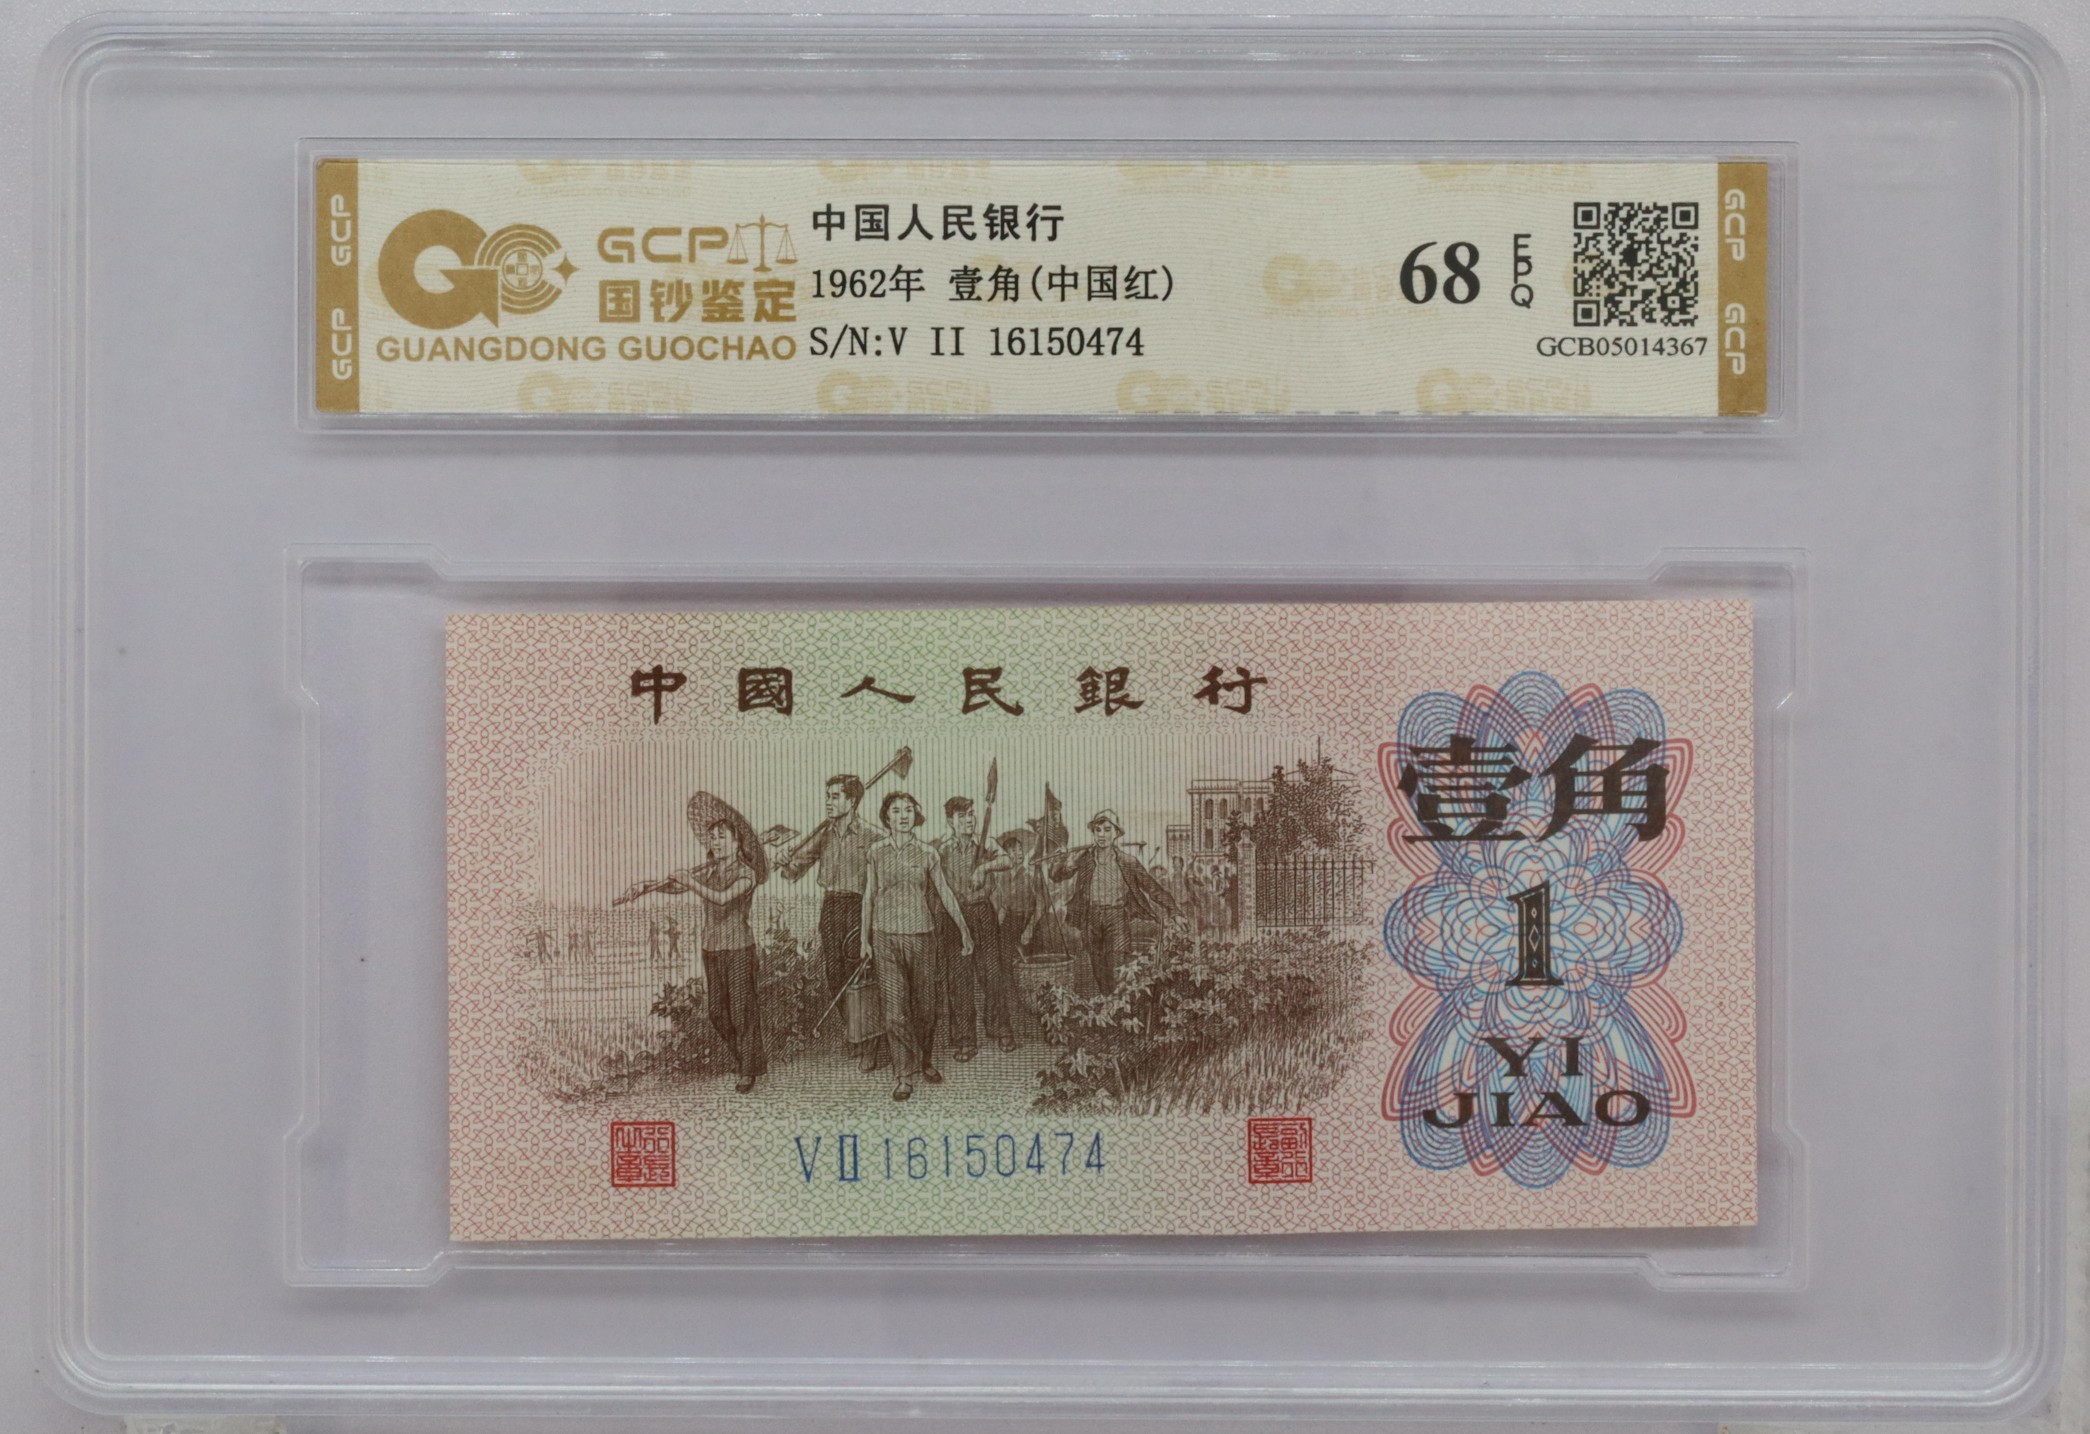 GCP
GCP
GCP
国钞鉴定
GUANGDONG GUOCHAO
中国人民银行
1962年 壹角(中国红)
S/N:V II 16150474
68 EPQ
GCB05014367
GCP
GCP
中國人民銀行
壹角
1
YI
JIAO
VII16150474